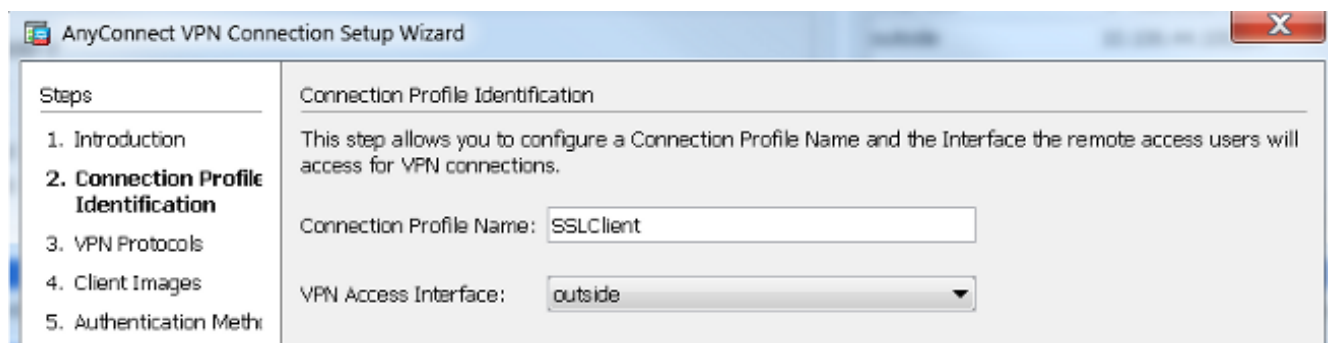 AnyConnect VPN Connection Setup Wizard
Steps
1. Introduction
2. Connection Profile
Identification
3. VPN Protocols
4. Client Images
5. Authentication
Connection Profile Identification
This step allows you to configure a Connection Profile Name and the Interface the remote access users will
access for VPN connections.
Connection Profile Name: SSLClient
VPN Access Interface: outside